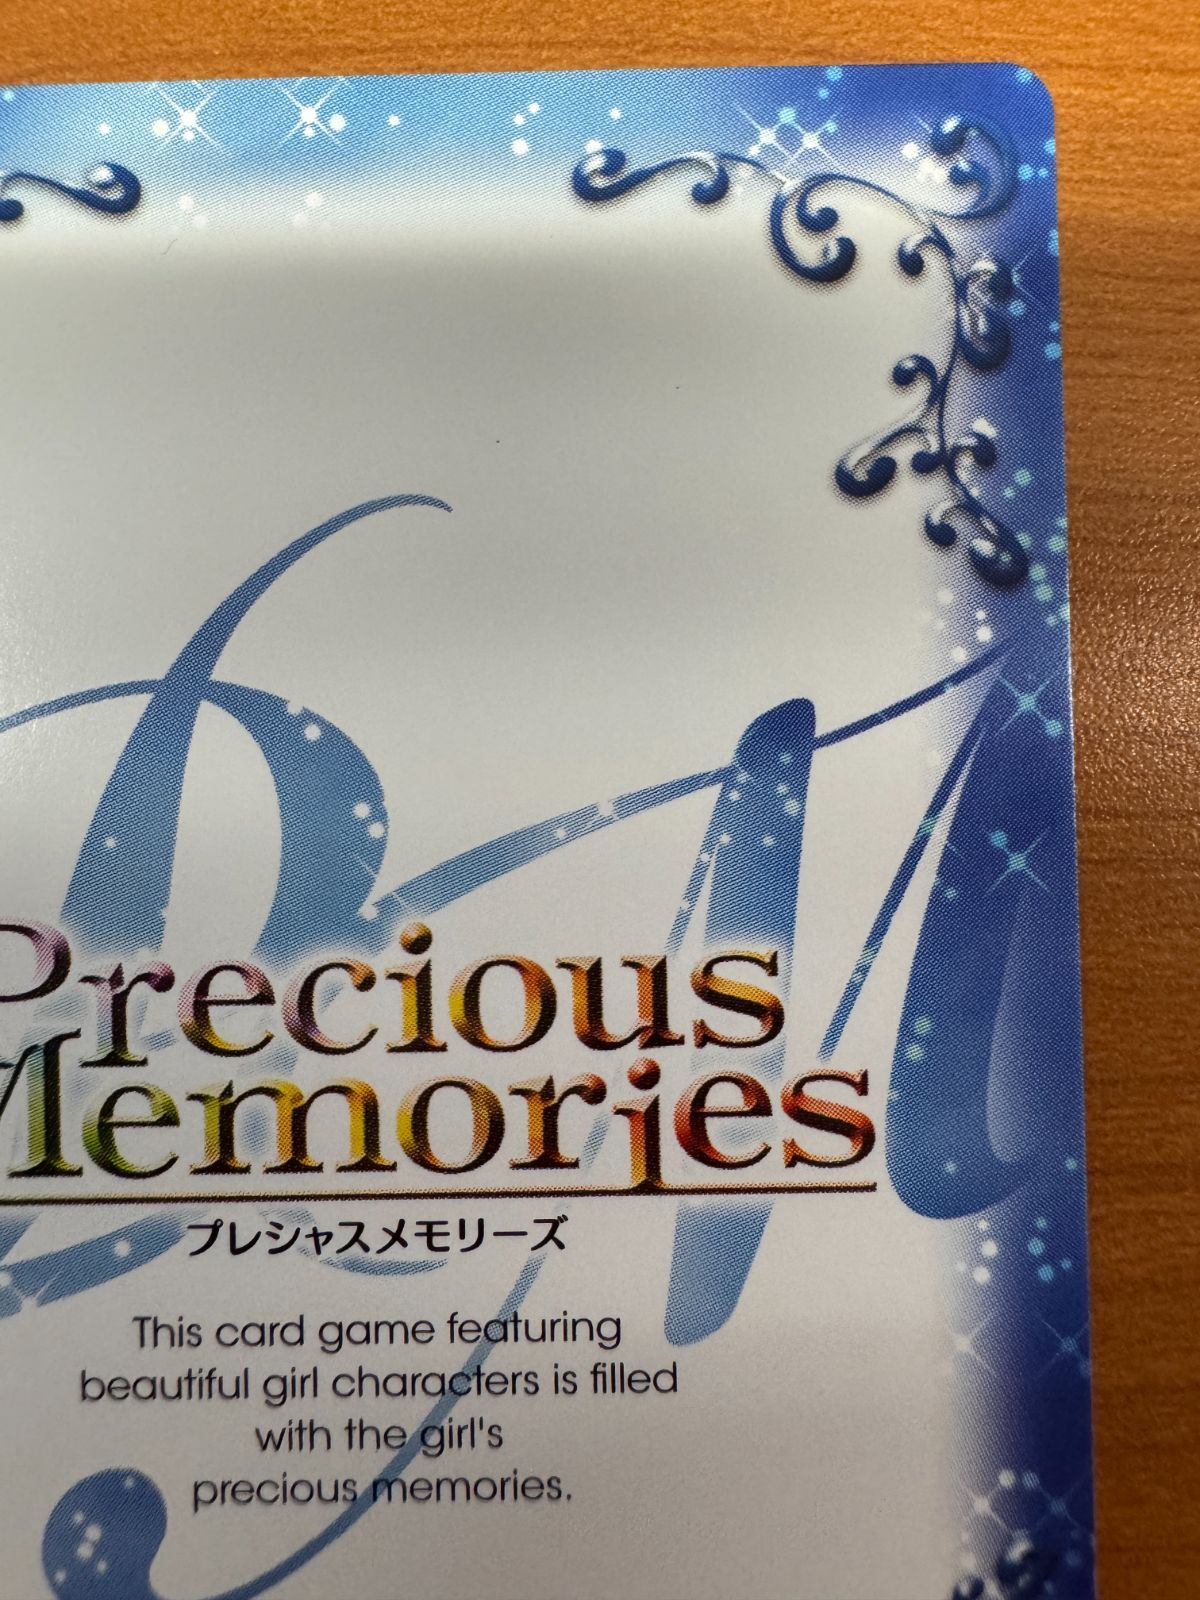 Precious
Memories
プレシャスメモリーズ
This card game featuring
beautiful girl characters is filled
with the girl's
precious memories.